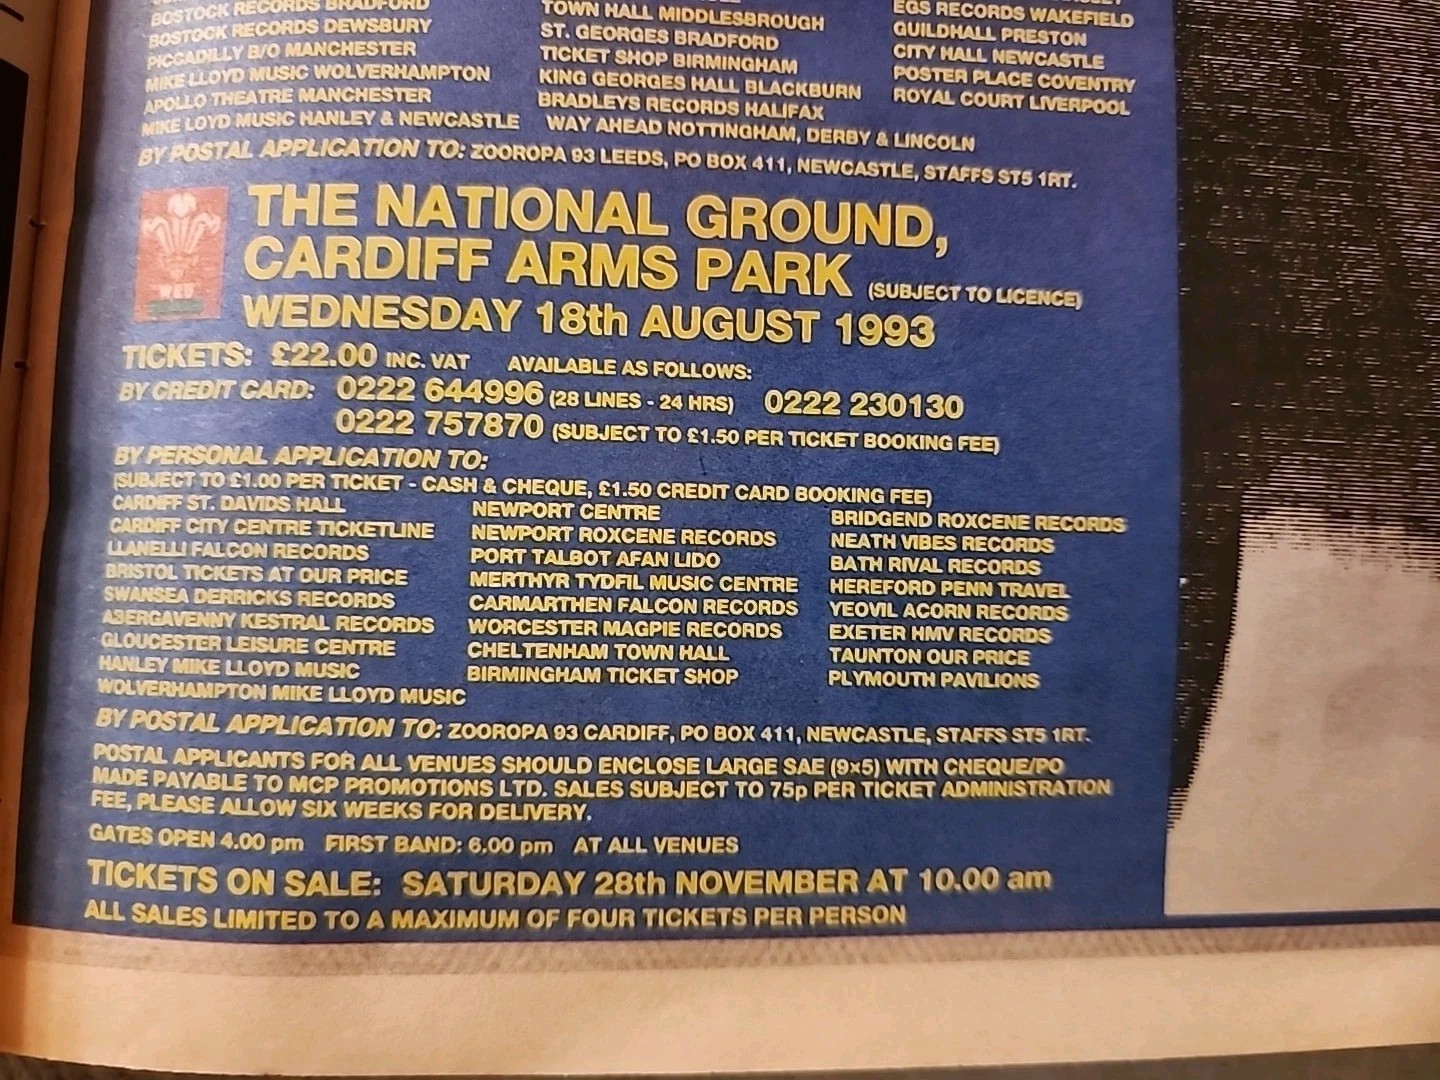 BOSTOCK RECORDS BRADFORD
BOSTOCK RECORDS DEWSBURY
PICCADILLY B/O MANCHESTER
MIKE LLOYD MUSIC WOLVERHAMPTON
APOLLO THEATRE MANCHESTER
MIKE LOYD MUSIC HANLEY & NEWCASTLE
TOWN HALL MIDDLESBROUGH
ST. GEORGES BRADFORD
TICKET SHOP BIRMINGHAM
KING GEORGES HALL BLACKBURN
BRADLEYS RECORDS HALIFAX
WAY AHEAD NOTTINGHAM, DERBY & LINCOLN
EGS RECORDS WAKEFIELD
GUILDHALL PRESTON
CITY HALL NEWCASTLE
POSTER PLACE COVENTRY
ROYAL COURT LIVERPOOL
BY POSTAL APPLICATION TO: ZOOROPA 93 LEEDS, PO BOX 411, NEWCASTLE, STAFFS ST5 1RT.
WRU
THE NATIONAL GROUND,
CARDIFF ARMS PARK (SUBJECT TO LICENCE)
WEDNESDAY 18th AUGUST 1993
TICKETS: £22.00 INC. VAT AVAILABLE AS FOLLOWS:
BY CREDIT CARD: 0222 644996 (28 LINES - 24 HRS) 0222 230130
0222 757870 (SUBJECT TO £1.50 PER TICKET BOOKING FEE)
BY PERSONAL APPLICATION TO:
(SUBJECT TO £1.00 PER TICKET - CASH & CHEQUE, £1.50 CREDIT CARD BOOKING FEE)
CARDIFF ST. DAVIDS HALL
CARDIFF CITY CENTRE TICKETLINE
LLANELLI FALCON RECORDS
BRISTOL TICKETS AT OUR PRICE
SWANSEA DERRICKS RECORDS
ABERGAVENNY KESTRAL RECORDS
GLOUCESTER LEISURE CENTRE
HANLEY MIKE LLOYD MUSIC
WOLVERHAMPTON MIKE LLOYD MUSIC
NEWPORT CENTRE
NEWPORT ROXCENE RECORDS
PORT TALBOT AFAN LIDO
MERTHYR TYDFIL MUSIC CENTRE
CARMARTHEN FALCON RECORDS
WORCESTER MAGPIE RECORDS
CHELTENHAM TOWN HALL
BIRMINGHAM TICKET SHOP
BRIDGEND ROXCENE RECORDS
NEATH VIBES RECORDS
BATH RIVAL RECORDS
HEREFORD PENN TRAVEL
YEOVIL ACORN RECORDS
EXETER HMV RECORDS
TAUNTON OUR PRICE
PLYMOUTH PAVILIONS
BY POSTAL APPLICATION TO: ZOOROPA 93 CARDIFF, PO BOX 411, NEWCASTLE, STAFFS ST5 1RT.
POSTAL APPLICANTS FOR ALL VENUES SHOULD ENCLOSE LARGE SAE (9x5) WITH CHEQUE/PO
MADE PAYABLE TO MCP PROMOTIONS LTD. SALES SUBJECT TO 75p PER TICKET ADMINISTRATION
FEE, PLEASE ALLOW SIX WEEKS FOR DELIVERY.
GATES OPEN 4.00 pm FIRST BAND: 6.00 pm AT ALL VENUES
TICKETS ON SALE: SATURDAY 28th NOVEMBER AT 10.00 am
ALL SALES LIMITED TO A MAXIMUM OF FOUR TICKETS PER PERSON